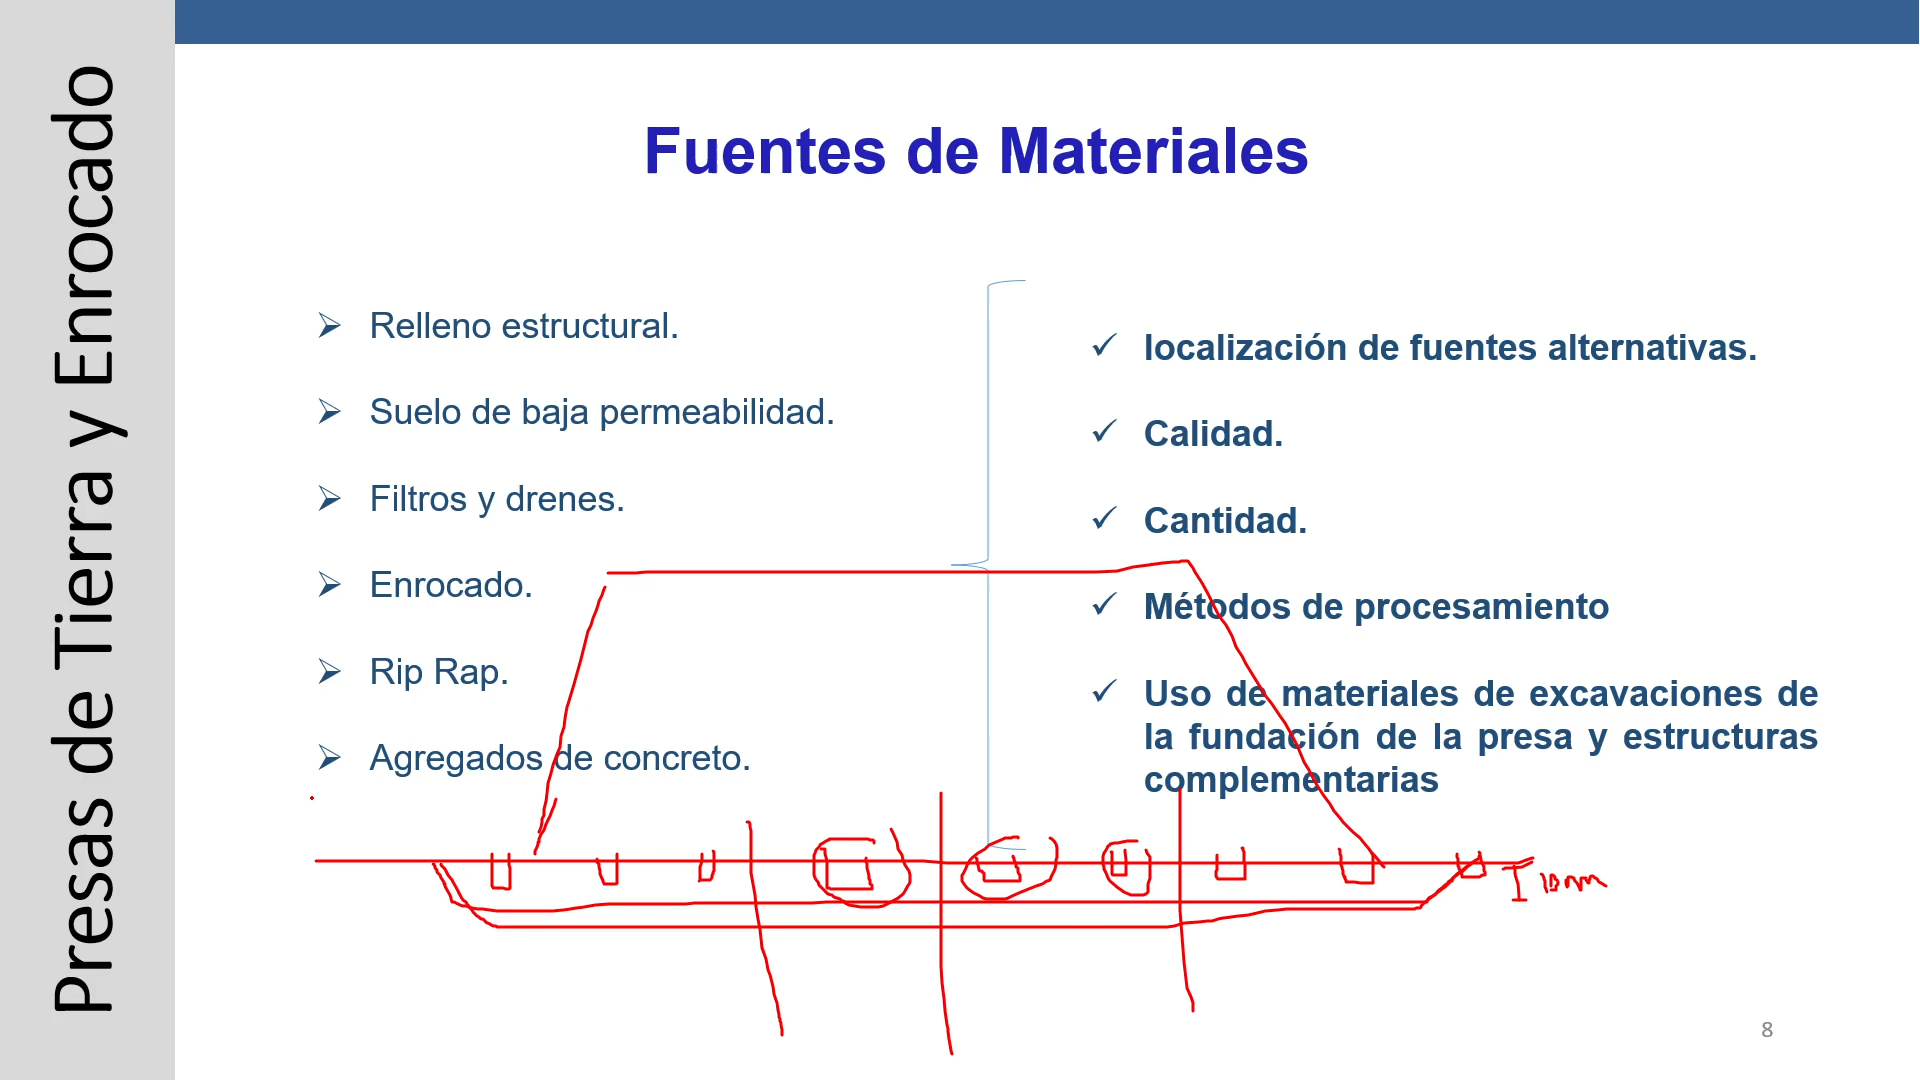 Presas de Tierra y Enrocado
Fuentes de Materiales
Relleno estructural.
Suelo de baja permeabilidad.
Filtros y drenes.
Enrocado.
Rip Rap.
Agregados de concreto.
localización de fuentes alternativas.
Calidad.
Cantidad.
Métodos de procesamiento
Uso de materiales de excavaciones de
la fundación de la presa y estructuras
complementarias
8